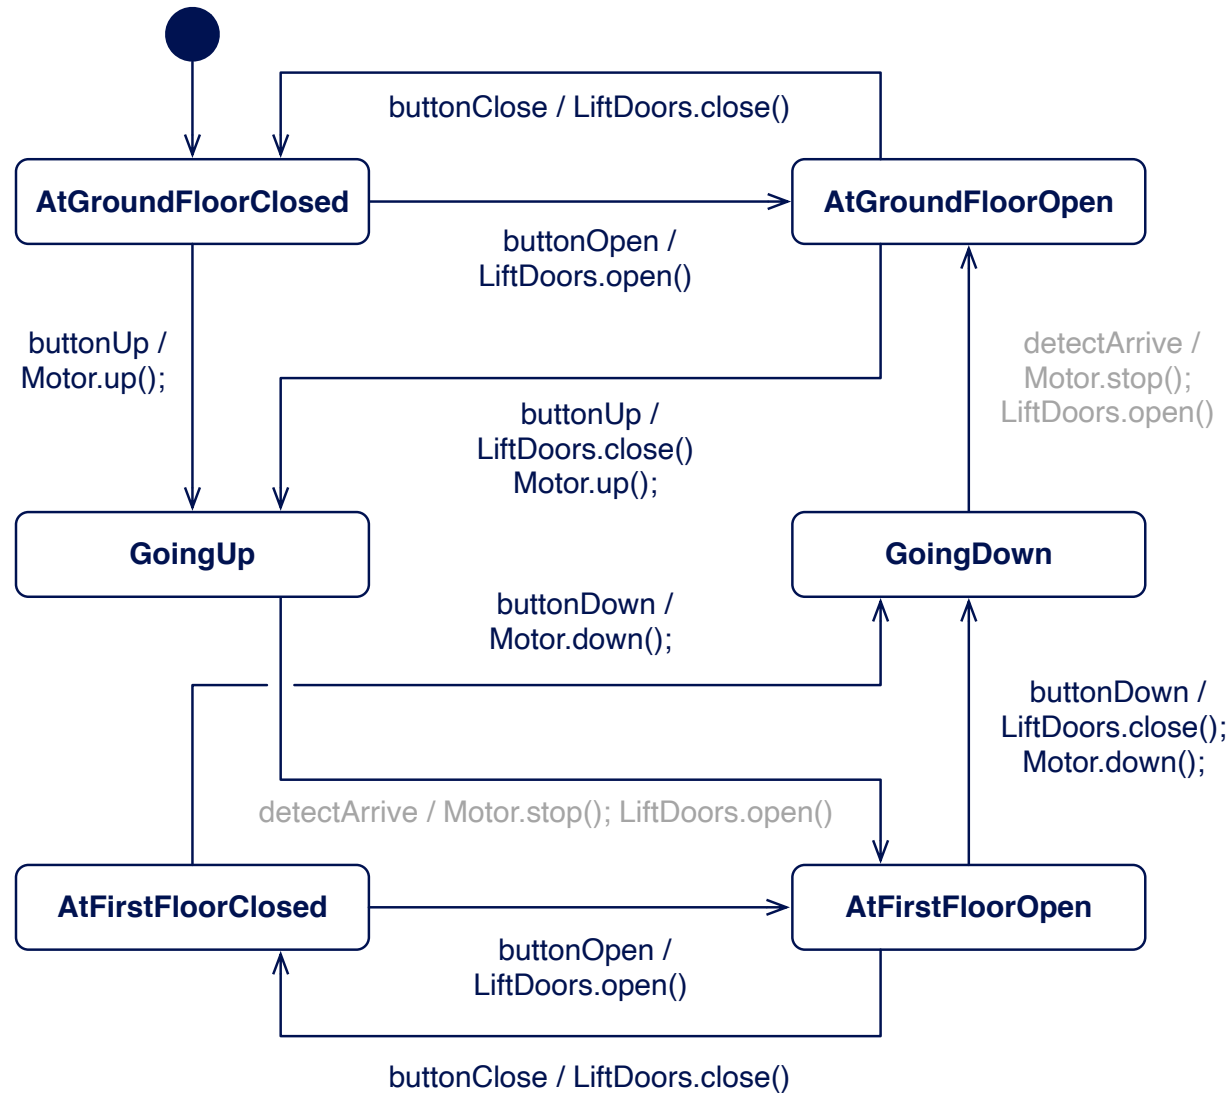 buttonClose / LiftDoors.close()
AtGroundFloorClosed
AtGroundFloorOpen
buttonOpen /
LiftDoors.open()
buttonUp /
Motor.up();
detectArrive /
Motor.stop();
LiftDoors.open()
buttonUp /
LiftDoors.close()
Motor.up();
GoingUp
GoingDown
buttonDown /
Motor.down();
buttonDown /
LiftDoors.close();
Motor.down();
detectArrive / Motor.stop(); LiftDoors.open()
AtFirstFloorClosed
AtFirstFloorOpen
buttonOpen /
LiftDoors.open()
buttonClose / LiftDoors.close()